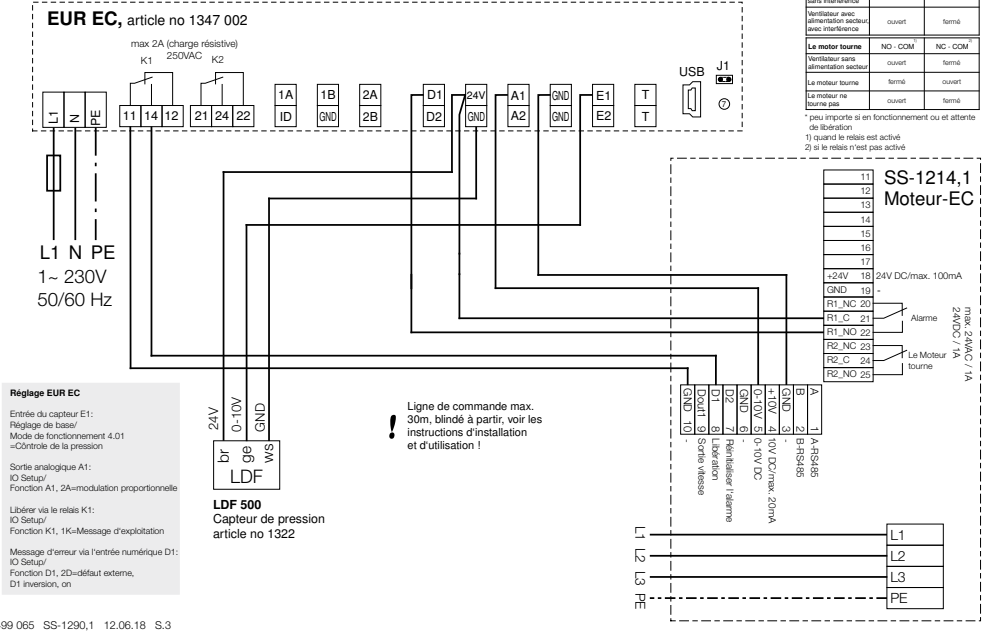 EUR EC, article no 1347 002
max 2A (charge résistive)
250VAC
K1
K2
L1
N
PE
11
14
12
21
24
22
1A
ID
1B
GND
2A
2B
D1
D2
24V
GND
A1
A2
GND
GND
E1
E2
T
T
USB
J1
7
L1 N PE
1~ 230V
50/60 Hz
sans interférence
Ventilateur avec alimentation secteur, avec interférence
ouvert
fermé
Le motor tourne
NO - COM 1)
NC - COM 2)
Ventilateur sans alimentation secteur
ouvert
fermé
Le moteur tourne
fermé
ouvert
Le moteur ne tourne pas
ouvert
fermé
* peu importe si en fonctionnement ou et attente
de libération
1) quand le relais est activé
2) si le relais n'est pas activé
SS-1214,1
Moteur-EC
11
12
13
14
15
16
17
+24V 18 24V DC/max. 100mA
GND 19 -
R1_NC 20
R1_C 21
R1_NO 22
Alarme
R2_NC 23
R2_C 24
R2_NO 25
Le Moteur
tourne
max. 24VAC / 1A
24VDC / 1A
GND 10 -
Dout1 9 Sortie vitesse
D1 8 Libération
D2 7 Réinitialiser l'alarme
GND 6 -
0-10V 5 0-10V DC
+10V 4 10V DC/max. 20mA
GND 3 -
B 2 B-RS485
A 1 A-RS485
L1
L2
L3
PE
L1
L2
L3
PE
Réglage EUR EC
Entrée du capteur E1:
Réglage de base/
Mode de fonctionnement 4.01
=Côntrole de la pression
Sortie analogique A1:
IO Setup/
Fonction A1, 2A=modulation proportionnelle
Libérer via le relais K1:
IO Setup/
Fonction K1, 1K=Message d'exploitation
Message d'erreur via l'entrée numérique D1:
IO Setup/
Fonction D1, 2D=défaut externe,
D1 inversion, on
24V
0-10V
GND
br
ge
ws
LDF
LDF 500
Capteur de pression
article no 1322
!
Ligne de commande max.
30m, blindé à partir, voir les
instructions d'installation
et d'utilisation !
99 065 SS-1290,1 12.06.18 S.3